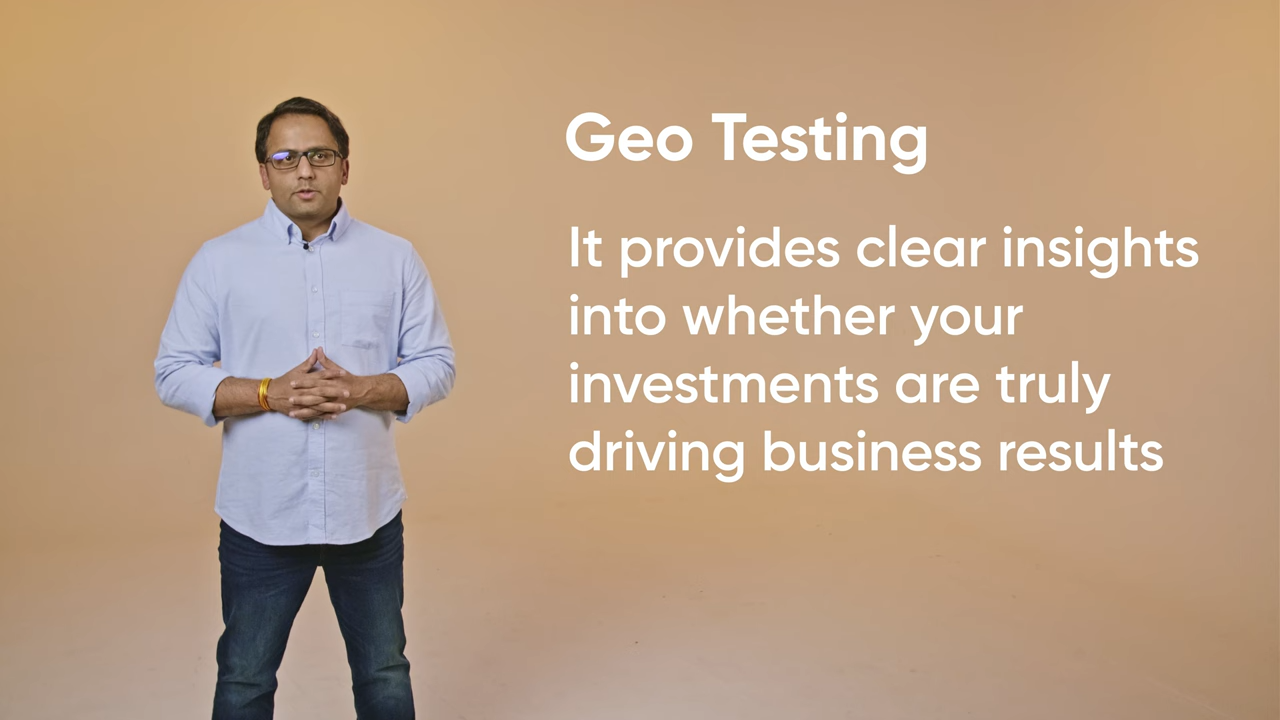 Geo Testing
It provides clear insights
into whether your
investments are truly
driving business results